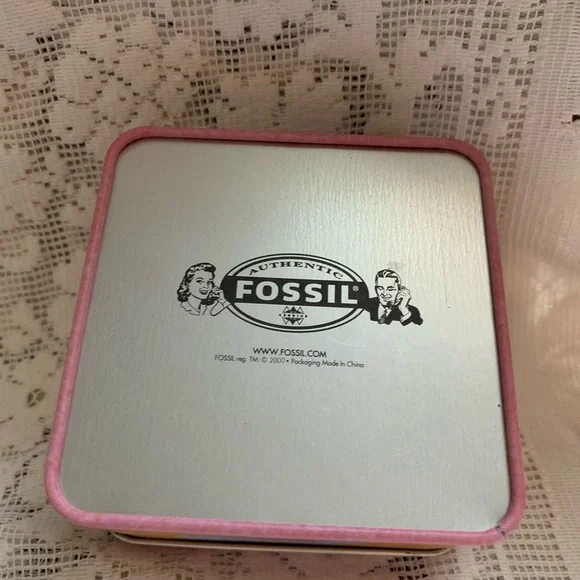 AUTHENTIC
FOSSIL®
WWW.FOSSIL.COM
FOSSIL reg. TM. © 2000 • Packaging Made In China